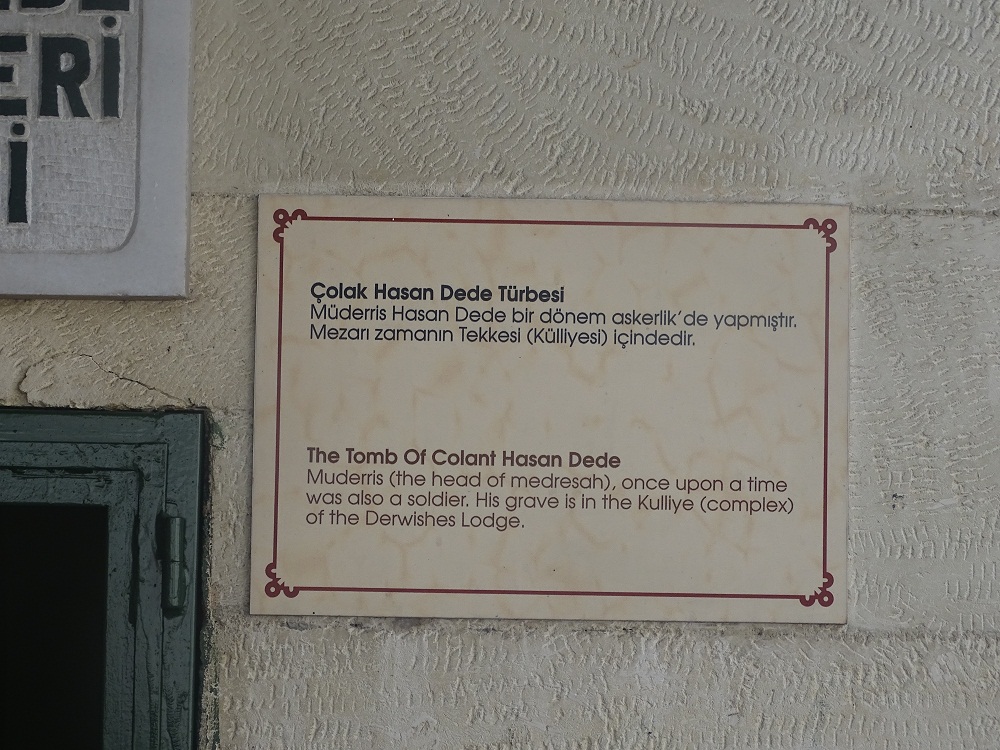 ERİ
İ
Çolak Hasan Dede Türbesi
Müderris Hasan Dede bir dönem askerlik'de yapmıştır.
Mezarı zamanın Tekkesi (Külliyesi) içindedir.
The Tomb Of Colant Hasan Dede
Muderris (the head of medresah), once upon a time
was also a soldier. His grave is in the Kulliye (complex)
of the Derwishes Lodge.